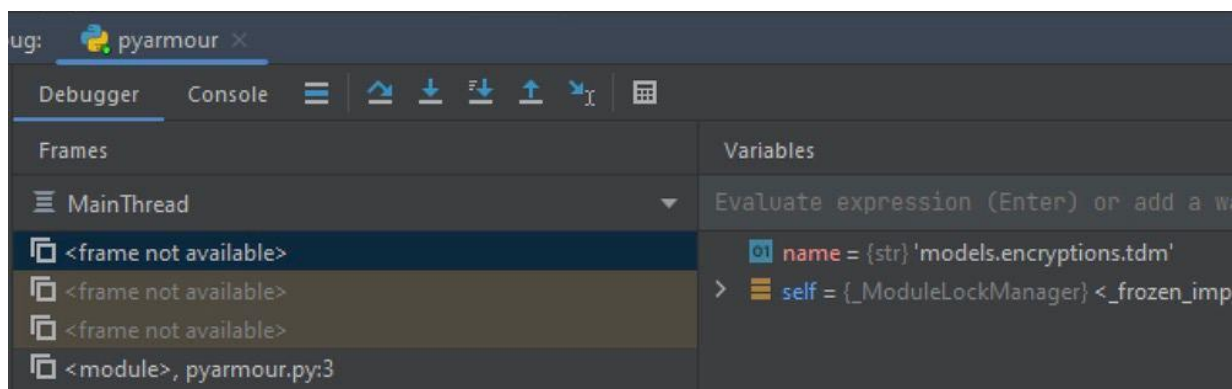 ug: pyarmour
Debugger Console
Frames
Variables
MainThread
Evaluate expression (Enter) or add a wa
<frame not available>
01 name = {str} 'models.encryptions.tdm'
<frame not available>
self = {_ModuleLockManager} <_frozen_imp
<frame not available>
<module>, pyarmour.py:3